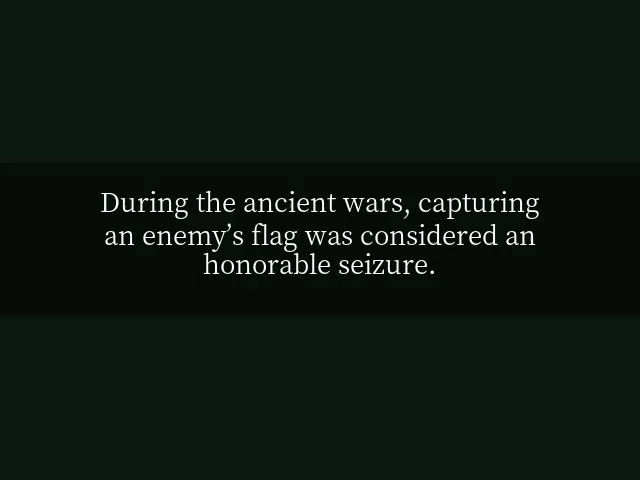 During the ancient wars, capturing
an enemy’s flag was considered an
honorable seizure.